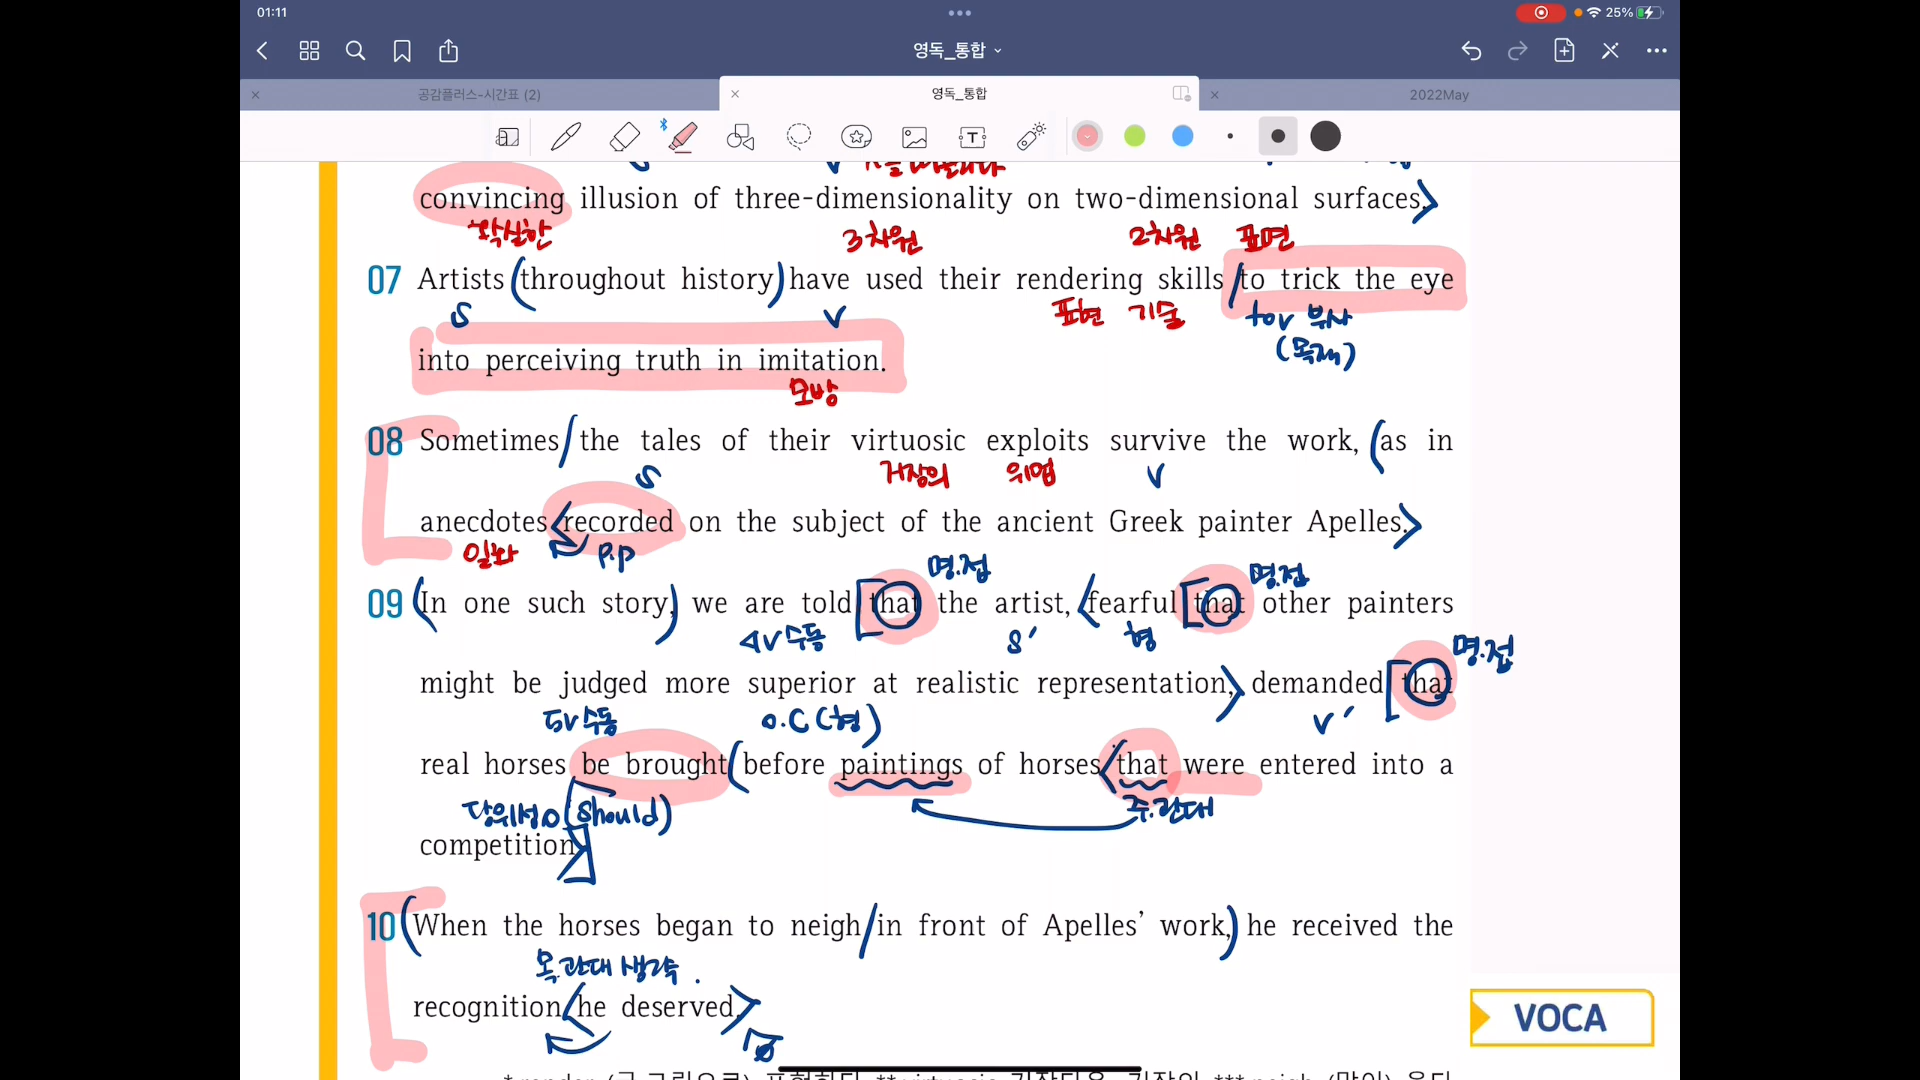 01:11
25%
영독_통합
공감플러스-시간표 (2)
영독_통합
2022May
convincing illusion of three-dimensionality on two-dimensional surfaces.
확실한 3차원 2차원 표면
07 Artists (throughout history) have used their rendering skills / to trick the eye
S V 표현 기술 to V 부사
(목적)
into perceiving truth in imitation.
모방
08 Sometimes / the tales of their virtuosic exploits survive the work, (as in
S 거장의 위업 V
anecdotes <recorded on the subject of the ancient Greek painter Apelles.>
일화 P.P
명.접 명.접
09 (In one such story,) we are told [that the artist, <fearful [that other painters
4V수동 S′ 형
명.접
might be judged more superior at realistic representation,> demanded [that
5V수동 O.C (형) V′
real horses be brought (before paintings of horses <that were entered into a
당위성O (should) 주.관대
competition.
10 (When the horses began to neigh / in front of Apelles’ work,) he received the
목.관대 생략.
recognition <he deserved.>
VOCA